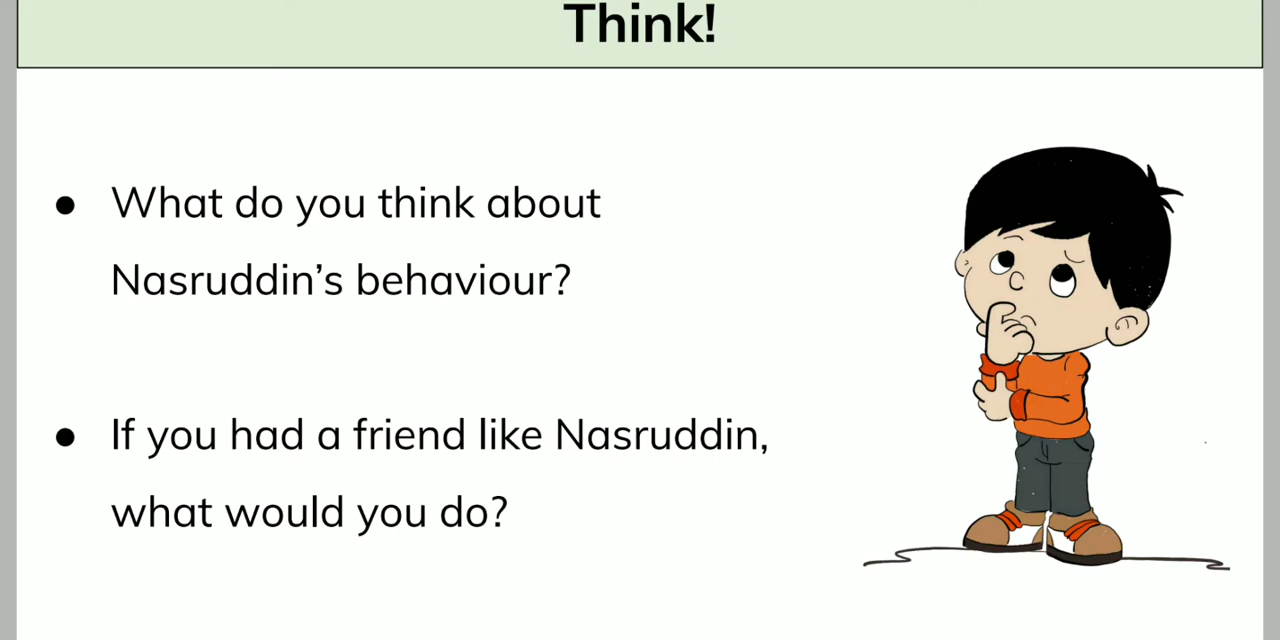 Think!
● What do you think about
Nasruddin’s behaviour?
● If you had a friend like Nasruddin,
what would you do?